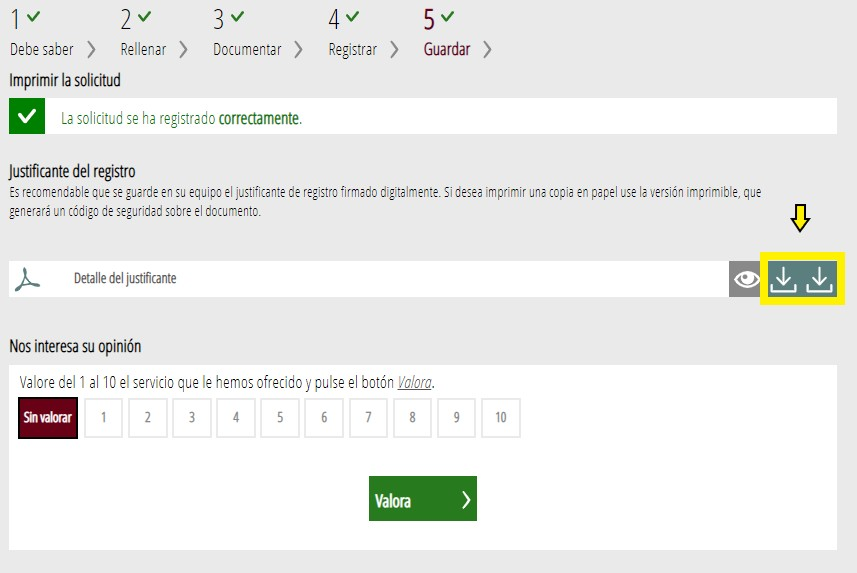 1 2 3 4 5
Debe saber Rellenar Documentar Registrar Guardar
Imprimir la solicitud
La solicitud se ha registrado correctamente.
Justificante del registro
Es recomendable que se guarde en su equipo el justificante de registro firmado digitalmente. Si desea imprimir una copia en papel use la versión imprimible, que
generará un código de seguridad sobre el documento.
Detalle del justificante
Nos interesa su opinión
Valore del 1 al 10 el servicio que le hemos ofrecido y pulse el botón Valora.
Sin valorar 1 2 3 4 5 6 7 8 9 10
Valora